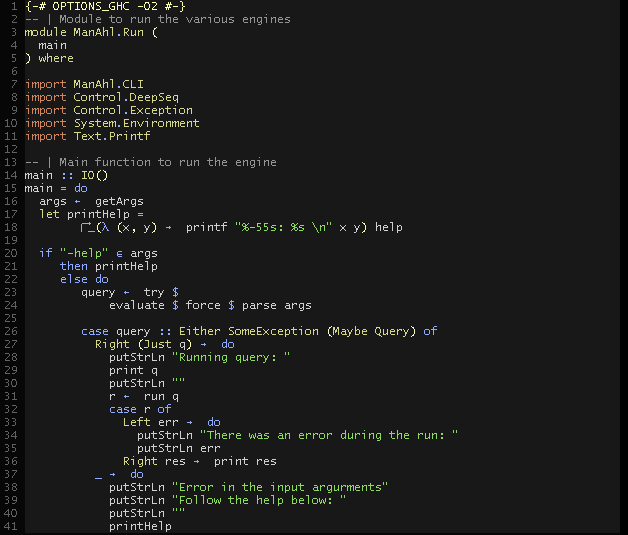 1 {-# OPTIONS_GHC -O2 #-}
2 -- | Module to run the various engines
3 module ManAhl.Run (
4   main
5 ) where
6
7 import ManAhl.CLI
8 import Control.DeepSeq
9 import Control.Exception
10 import System.Environment
11 import Text.Printf
12
13 -- | Main function to run the engine
14 main :: IO()
15 main = do
16   args ← getArgs
17   let printHelp =
18         (λ (x, y) → printf "%-55s: %s \n" x y) help
19
20   if "-help" ∈ args
21      then printHelp
22      else do
23         query ← try $
24             evaluate $ force $ parse args
25
26         case query :: Either SomeException (Maybe Query) of
27           Right (Just q) → do
28             putStrLn "Running query: "
29             print q
30             putStrLn ""
31             r ← run q
32             case r of
33               Left err → do
34                 putStrLn "There was an error during the run: "
35                 putStrLn err
36               Right res → print res
37           _ → do
38             putStrLn "Error in the input argurments"
39             putStrLn "Follow the help below: "
40             putStrLn ""
41             printHelp